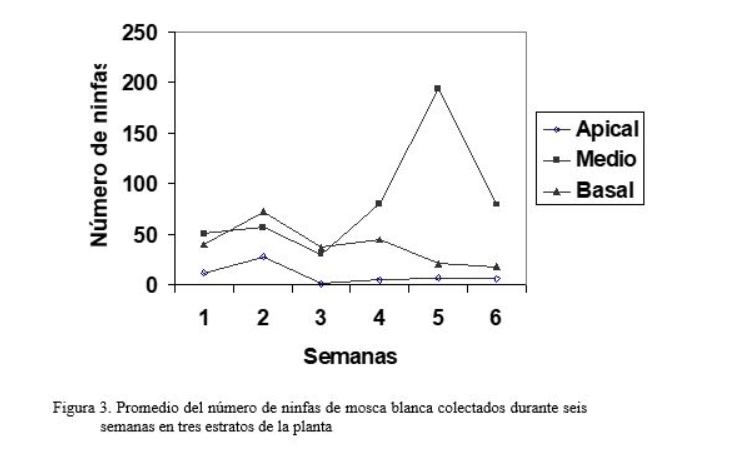 250
200
150
100
50
0
Número de ninfas
1 2 3 4 5 6
Semanas
Apical
Medio
Basal
Figura 3. Promedio del número de ninfas de mosca blanca colectados durante seis
semanas en tres estratos de la planta